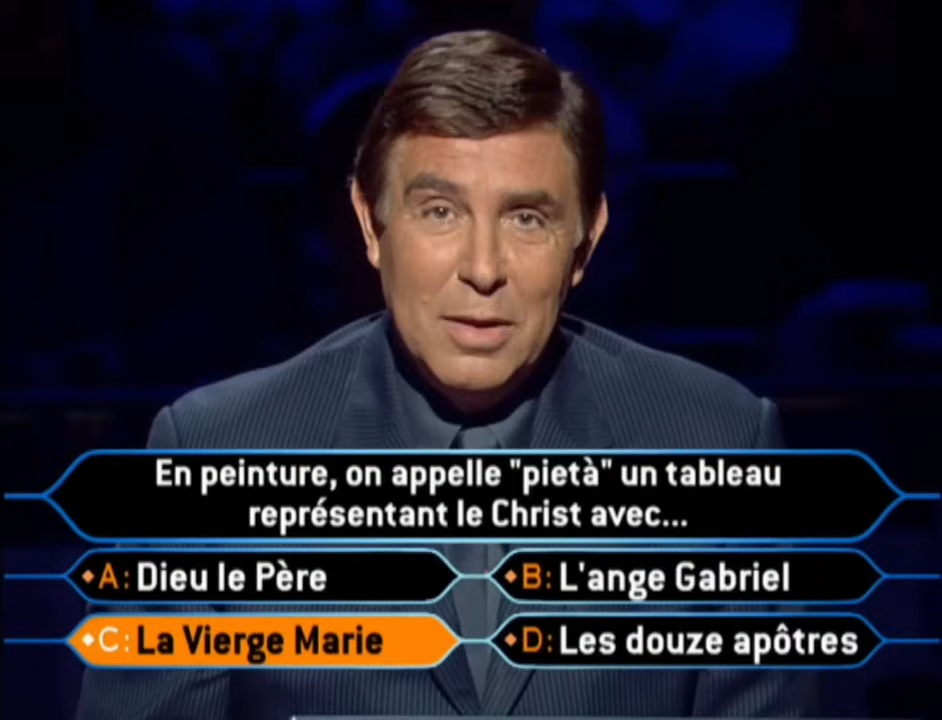 En peinture, on appelle "pietà" un tableau
représentant le Christ avec...
A: Dieu le Père
B: L'ange Gabriel
C: La Vierge Marie
D: Les douze apôtres